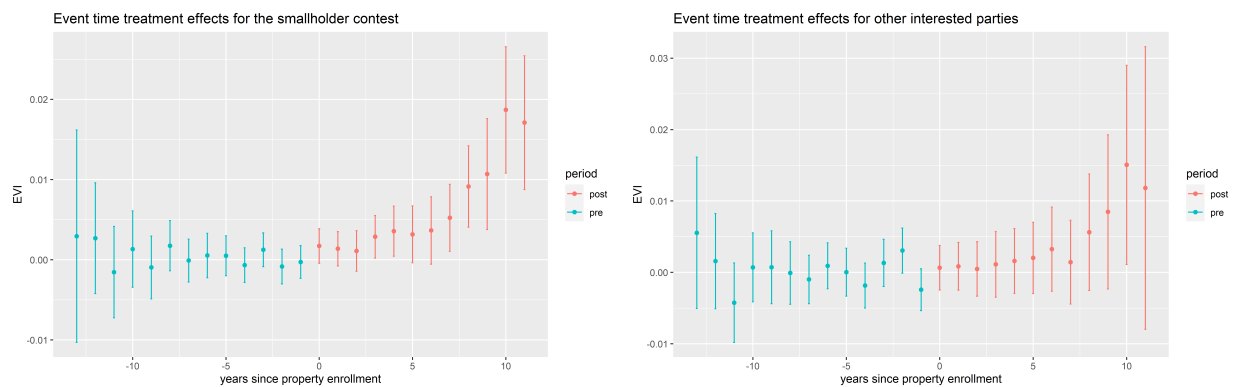 Event time treatment effects for the smallholder contest
EVI
0.02
0.01
0.00
-0.01
-10
-5
0
5
10
years since property enrollment
period
post
pre
Event time treatment effects for other interested parties
EVI
0.03
0.02
0.01
0.00
-0.01
-10
-5
0
5
10
years since property enrollment
period
post
pre